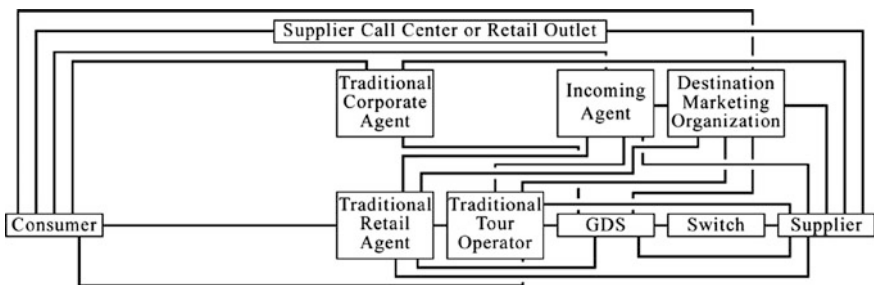 Supplier Call Center or Retail Outlet
Traditional
Corporate
Agent
Incoming
Agent
Destination
Marketing
Organization
Consumer
Traditional
Retail
Agent
Traditional
Tour
Operator
GDS
Switch
Supplier